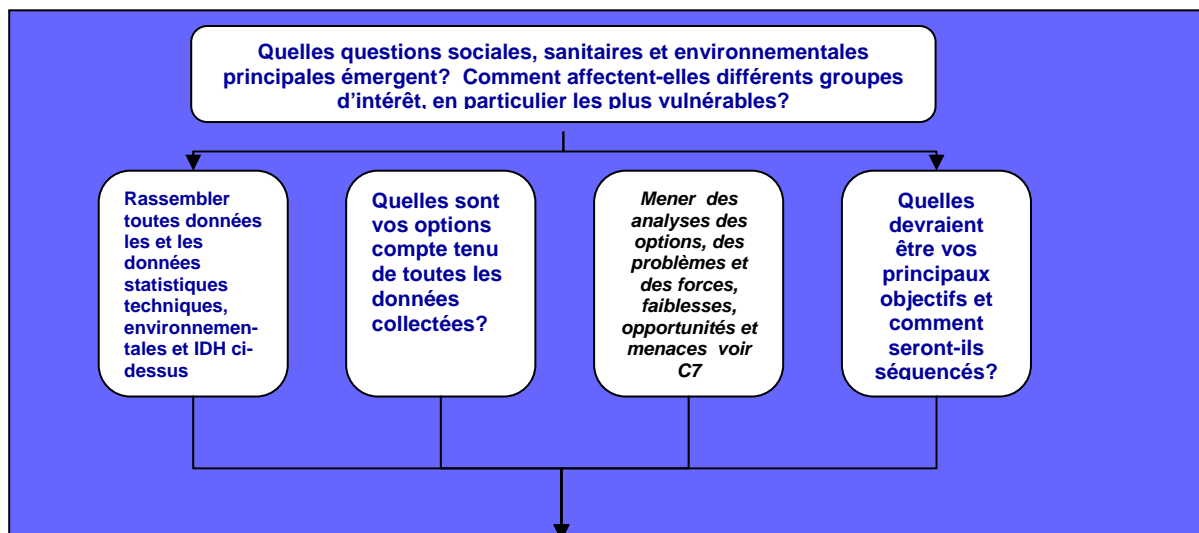 Quelles questions sociales, sanitaires et environnementales
principales émergent?  Comment affectent-elles différents groupes
d’intérêt, en particulier les plus vulnérables?
Rassembler
toutes données
les et les
données
statistiques
techniques,
environnemen-
tales et IDH ci-
dessus
Quelles sont
vos options
compte tenu
de toutes les
données
collectées?
Mener  des
analyses des
options, des
problèmes et
des forces,
faiblesses,
opportunités et
menaces  voir
C7
Quelles
devraient
être vos
principaux
objectifs et
comment
seront-ils
séquencés?